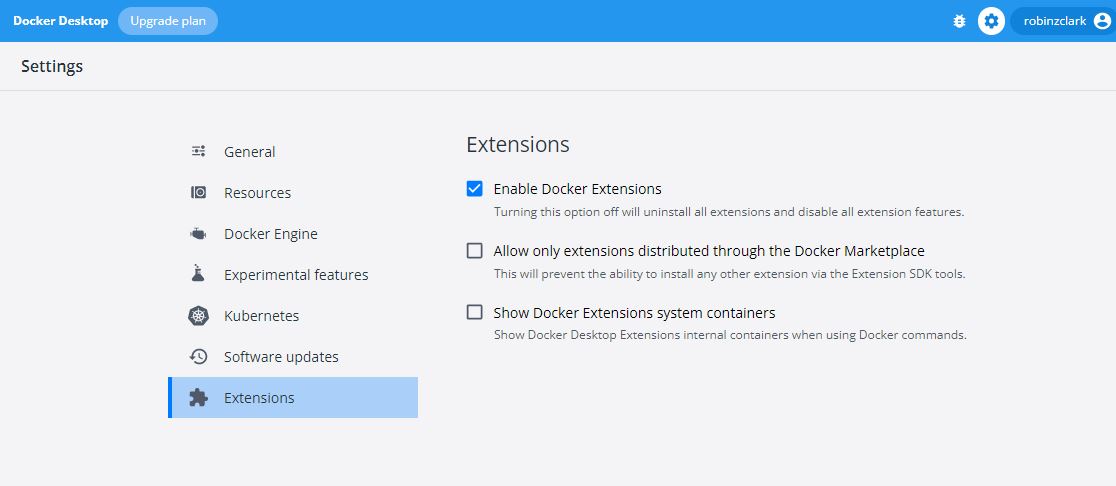 Docker Desktop Upgrade plan robinzclark
Settings
General
Resources
Docker Engine
Experimental features
Kubernetes
Software updates
Extensions
Extensions
Enable Docker Extensions
Turning this option off will uninstall all extensions and disable all extension features.
Allow only extensions distributed through the Docker Marketplace
This will prevent the ability to install any other extension via the Extension SDK tools.
Show Docker Extensions system containers
Show Docker Desktop Extensions internal containers when using Docker commands.